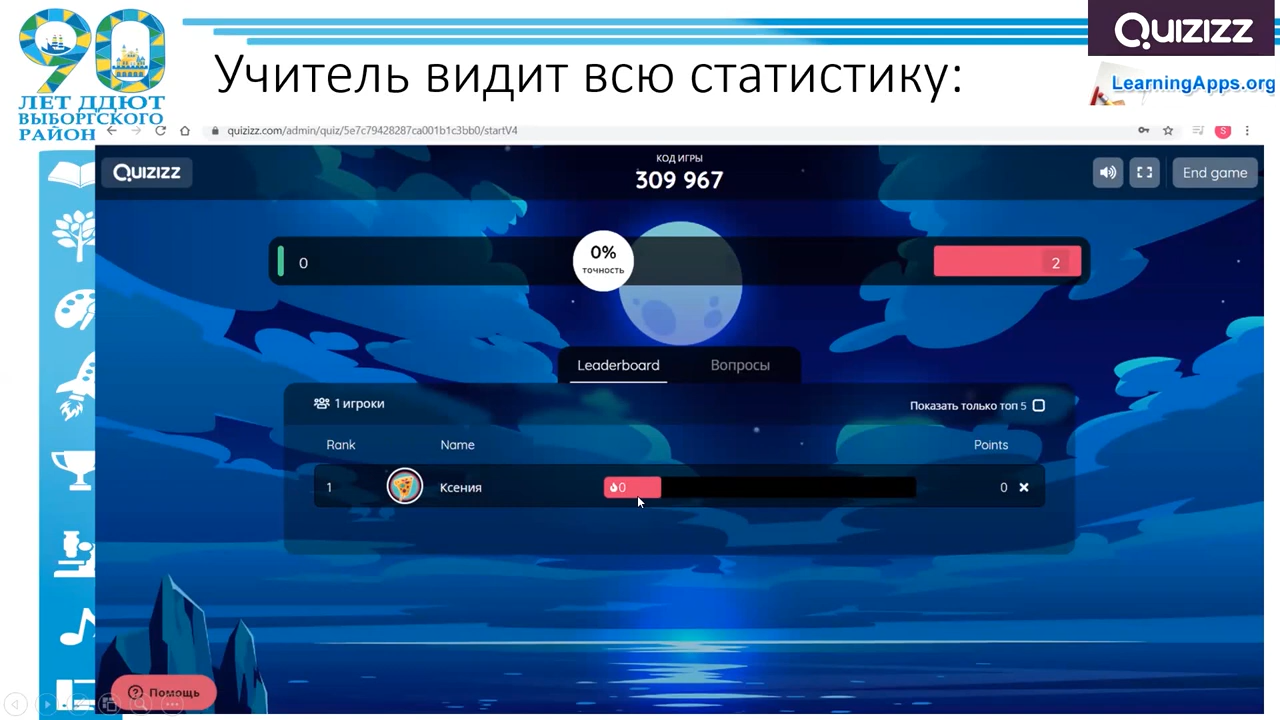 90
ЛЕТ ДДЮТ
ВЫБОРГСКОГО
РАЙОНА
Учитель видит всю статистику:
QUIZIZZ
LearningApps.org
quizizz.com/admin/quiz/5e7c79428287ca001b1c3bb0/startV4
S
QUIZIZZ
КОД ИГРЫ
309 967
End game
0
0%
точность
2
Leaderboard
Вопросы
1 игроки
Показать только топ 5
Rank Name Points
1 Ксения 0 0
Помощь